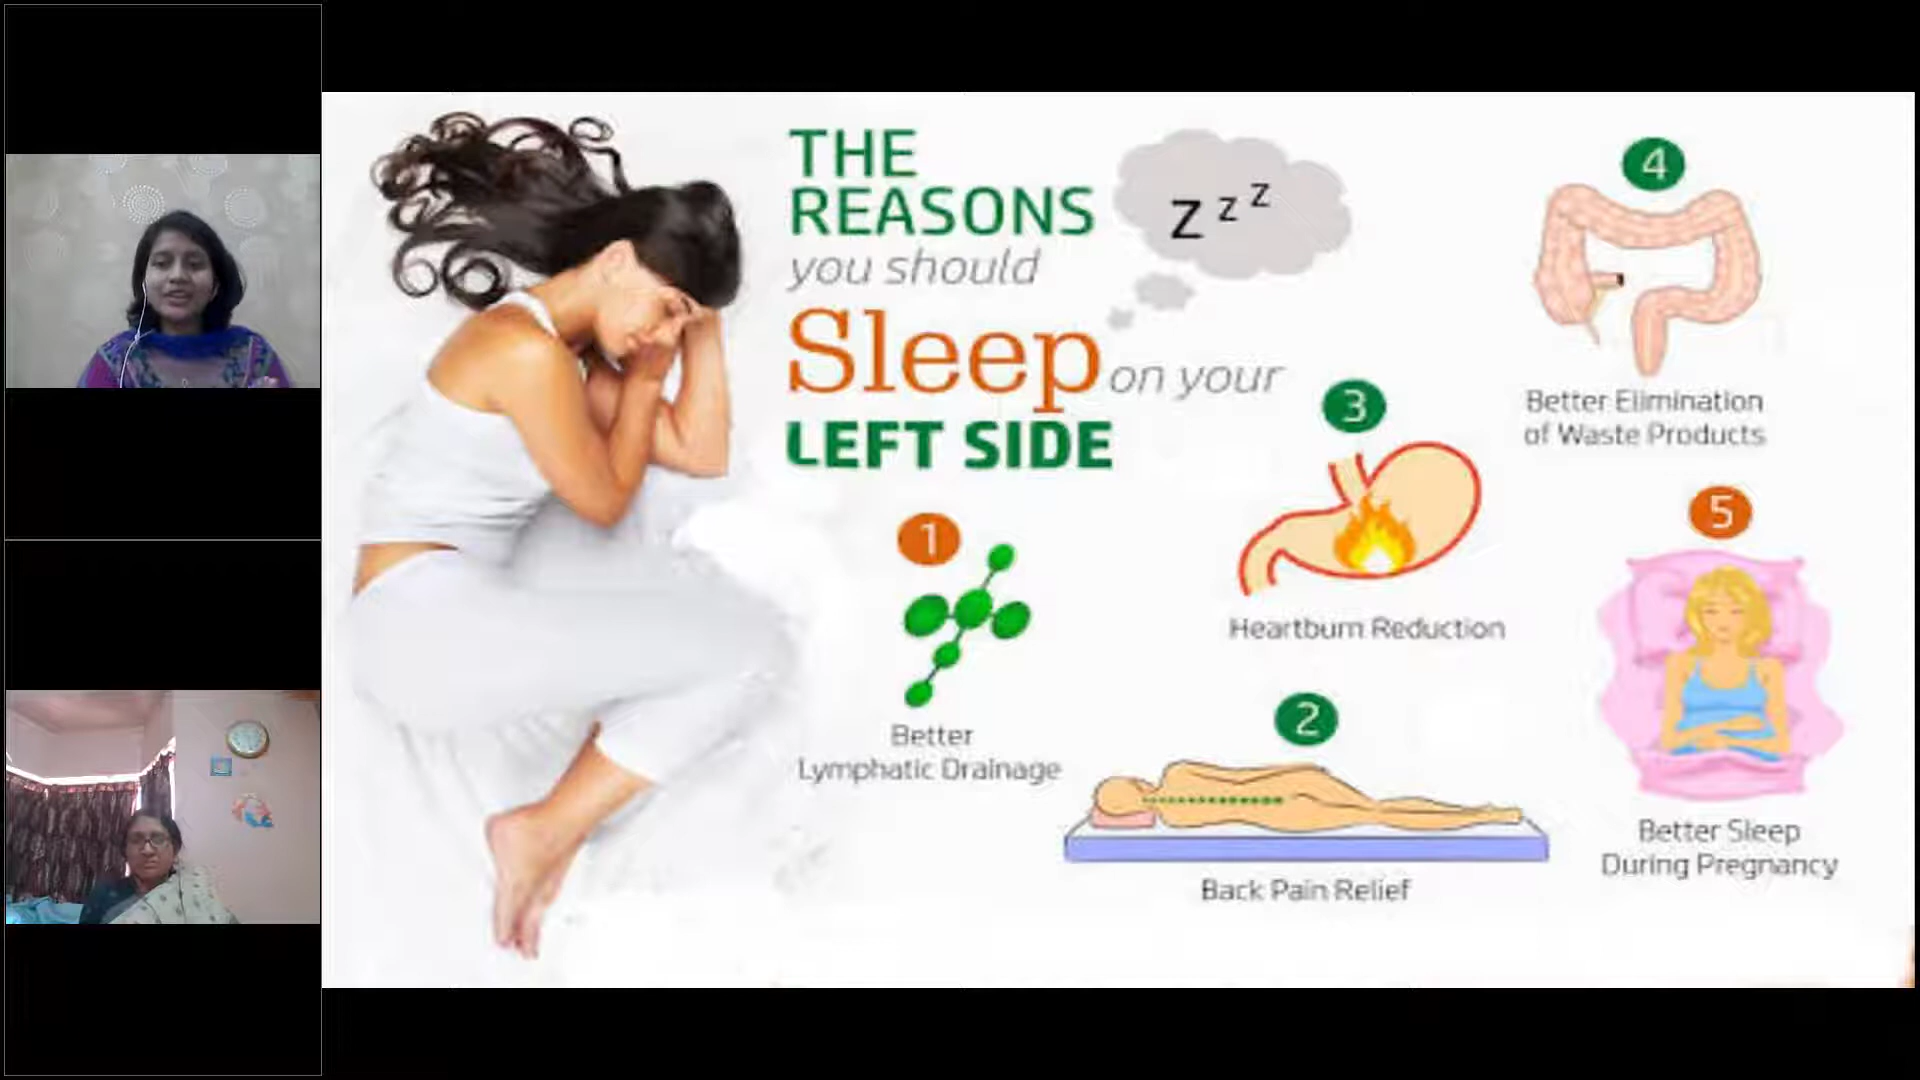 THE
REASONS
you should
Sleep on your
LEFT SIDE
z z z
1
Better
Lymphatic Drainage
2
Back Pain Relief
3
Heartburn Reduction
4
Better Elimination
of Waste Products
5
Better Sleep
During Pregnancy